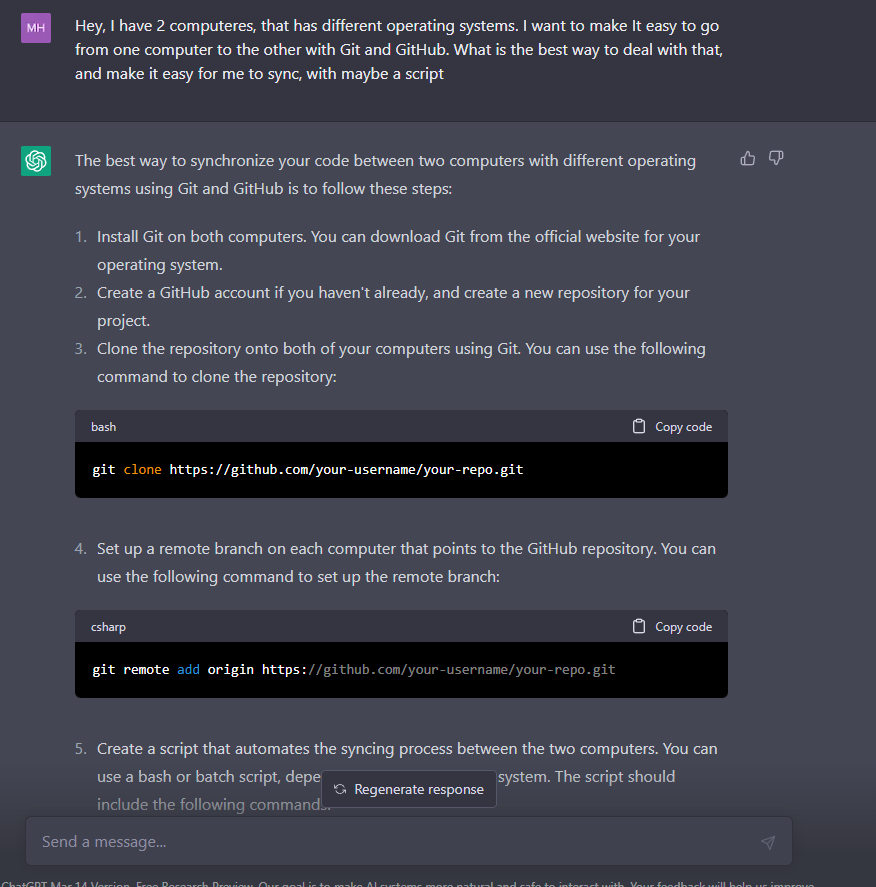 MH
Hey, I have 2 computeres, that has different operating systems. I want to make It easy to go
from one computer to the other with Git and GitHub. What is the best way to deal with that,
and make it easy for me to sync, with maybe a script
The best way to synchronize your code between two computers with different operating
systems using Git and GitHub is to follow these steps:
1. Install Git on both computers. You can download Git from the official website for your
operating system.
2. Create a GitHub account if you haven't already, and create a new repository for your
project.
3. Clone the repository onto both of your computers using Git. You can use the following
command to clone the repository:
bash Copy code
git clone https://github.com/your-username/your-repo.git
4. Set up a remote branch on each computer that points to the GitHub repository. You can
use the following command to set up the remote branch:
csharp Copy code
git remote add origin https://github.com/your-username/your-repo.git
5. Create a script that automates the syncing process between the two computers. You can
use a bash or batch script, depe system. The script should
Regenerate response
include the following commands:
Send a message...
ChatGPT Mar 14 Version. Free Research Preview. Our goal is to make AI systems more natural and safe to interact with. Your feedback will help us improve.